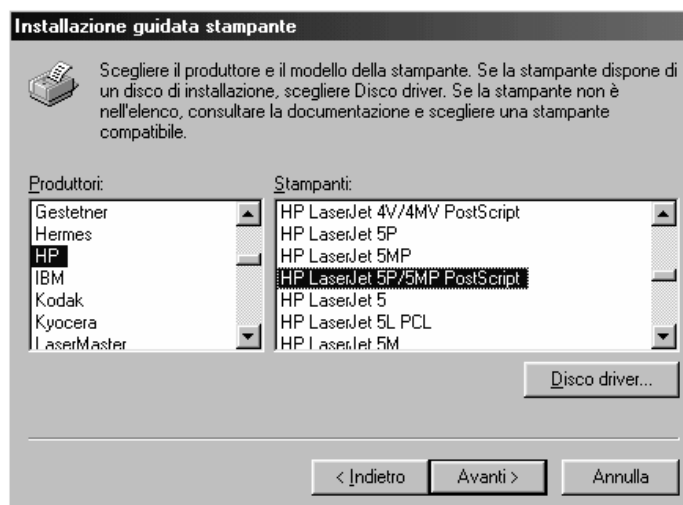 Installazione guidata stampante
Scegliere il produttore e il modello della stampante. Se la stampante dispone di
un disco di installazione, scegliere Disco driver. Se la stampante non è
nell'elenco, consultare la documentazione e scegliere una stampante
compatibile.
Produttori:
Gestetner
Hermes
HP
IBM
Kodak
Kyocera
LaserMaster
Stampanti:
HP LaserJet 4V/4MV PostScript
HP LaserJet 5P
HP LaserJet 5MP
HP LaserJet 5P/5MP PostScript
HP LaserJet 5
HP LaserJet 5L PCL
HP LaserJet 5M
Disco driver...
< Indietro
Avanti >
Annulla